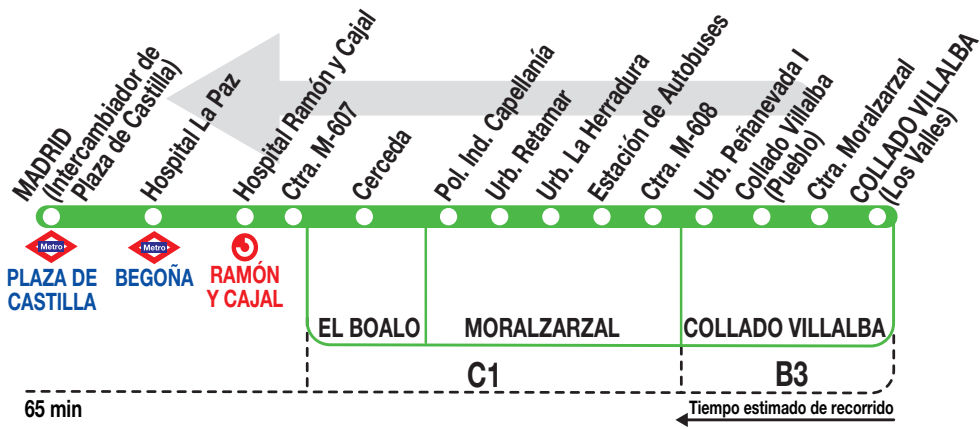 MADRID
(Intercambiador de
Plaza de Castilla)
Hospital La Paz
Hospital Ramón y Cajal
Ctra. M-607
Cerceda
Pol. Ind. Capellanía
Urb. Retamar
Urb. La Herradura
Estación de Autobuses
Ctra. M-608
Urb. Peñanevada I
Collado Villalba
(Pueblo)
Ctra. Moralzarzal
COLLADO VILLALBA
(Los Valles)
Metro
PLAZA DE
CASTILLA
Metro
BEGOÑA
RAMÓN
Y CAJAL
EL BOALO
MORALZARZAL
COLLADO VILLALBA
C1
B3
65 min
Tiempo estimado de recorrido